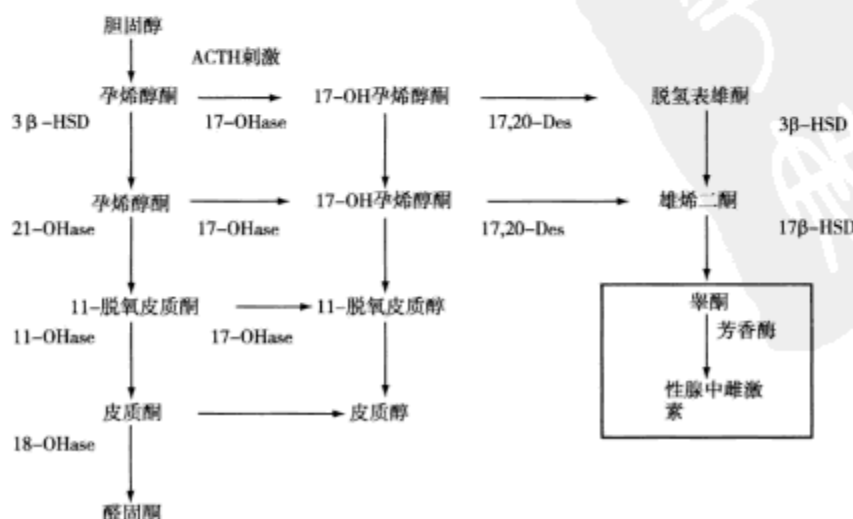 胆固醇
ACTH刺激
孕烯醇酮
17-OH孕烯醇酮
脱氢表雄酮
3β-HSD
17-OHase
17,20-Des
3β-HSD
孕烯醇酮
17-OH孕烯醇酮
雄烯二酮
21-OHase
17-OHase
17,20-Des
17β-HSD
11-脱氧皮质酮
11-脱氧皮质醇
睾酮
11-OHase
17-OHase
芳香酶
皮质酮
皮质醇
性腺中雌激
素
18-OHase
醛固酮